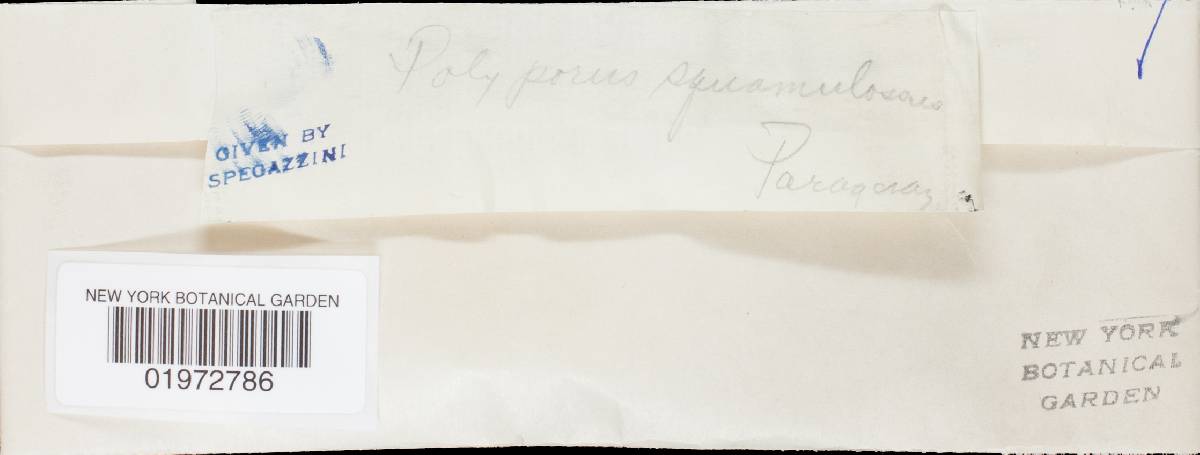 Polyporus squamulosus
Paraguay
GIVEN BY
SPEGAZZINI
NEW YORK BOTANICAL GARDEN
01972786
NEW YORK
BOTANICAL
GARDEN